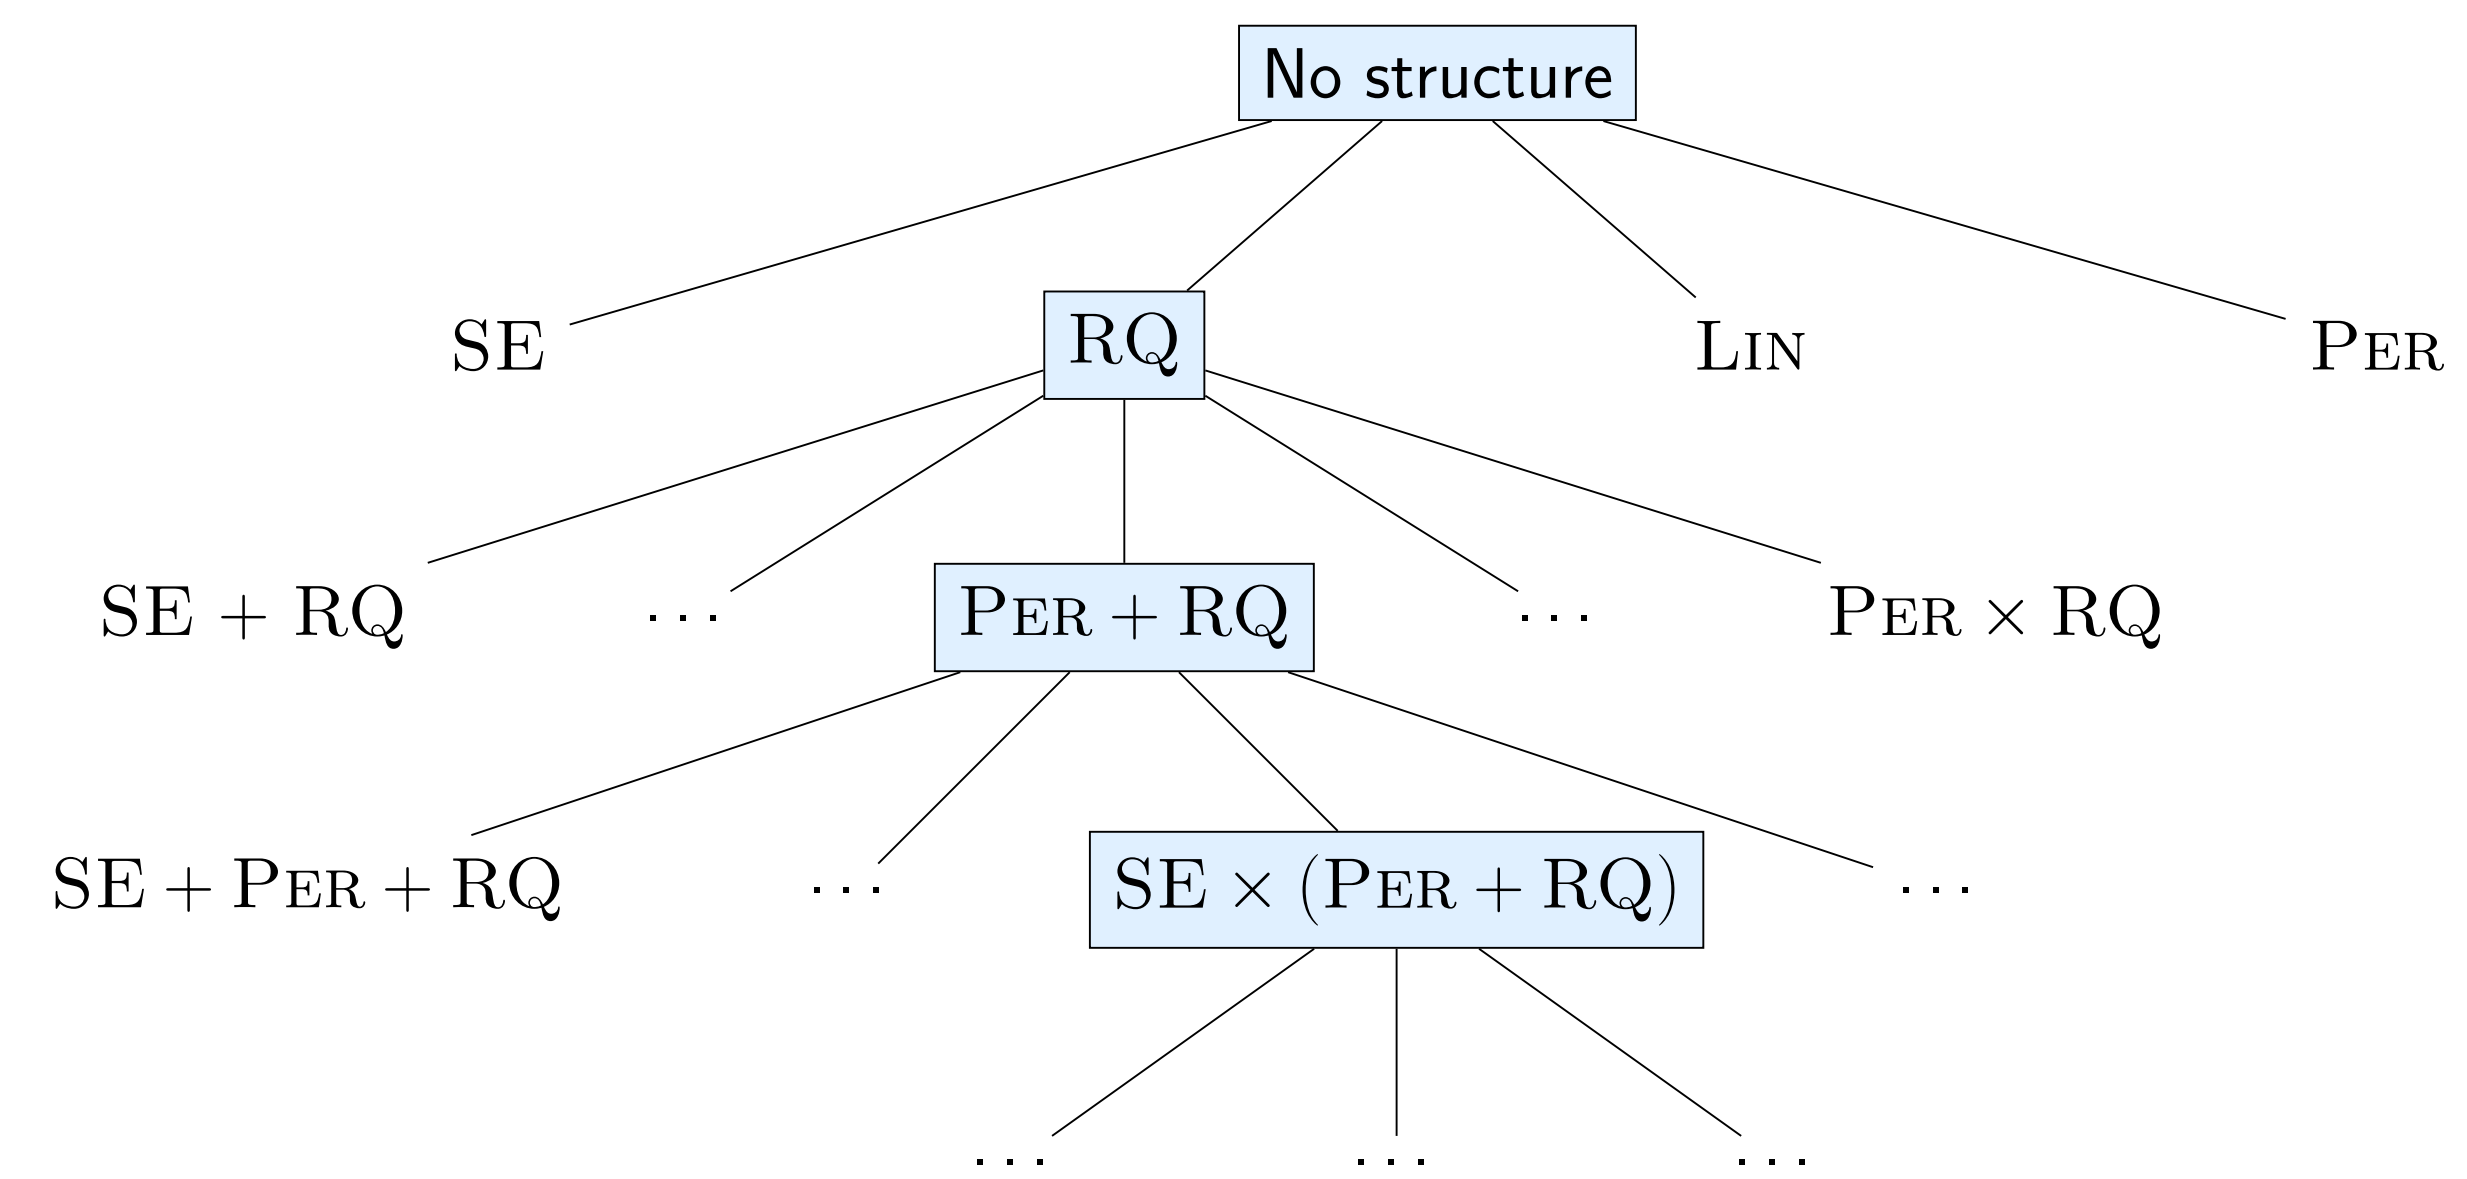 No structure
SE RQ Lin Per
SE + RQ ... Per + RQ ... Per × RQ
SE + Per + RQ ... SE × (Per + RQ) ...
... ... ...